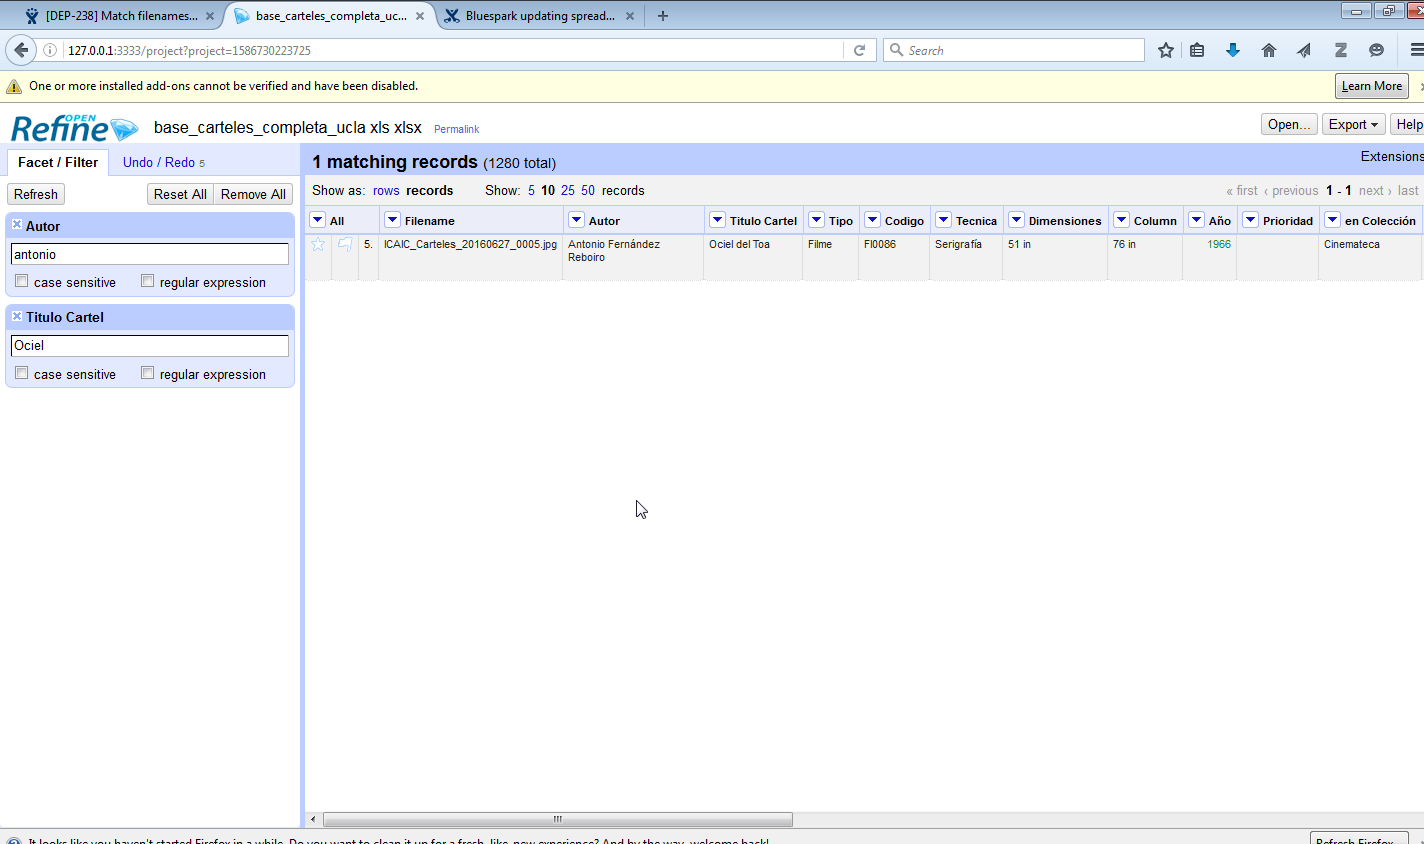 [DEP-238] Match filenames...
base_carteles_completa_uc...
Bluespark updating spread...
127.0.0.1:3333/project?project=1586730223725
Search
One or more installed add-ons cannot be verified and have been disabled.
Learn More
OPEN
Refine
base_carteles_completa_ucla xls xlsx
Permalink
Open...
Export
Help
Facet / Filter
Undo / Redo 5
1 matching records (1280 total)
Extensions
Refresh
Reset All
Remove All
Show as: rows records
Show: 5 10 25 50 records
« first ‹ previous 1 - 1 next › last
Autor
antonio
case sensitive
regular expression
Titulo Cartel
Ociel
case sensitive
regular expression
All Filename Autor Titulo Cartel Tipo Codigo Tecnica Dimensiones Column Año Prioridad en Colección
5. ICAIC_Carteles_20160627_0005.jpg Antonio Fernández Ociel del Toa Filme FI0086 Serigrafía 51 in 76 in 1966 Cinemateca
Reboiro
It looks like you haven't started Firefox in a while. Do you want to clean it up for a fresh, like-new experience? And by the way, welcome back!
Refresh Firefox...